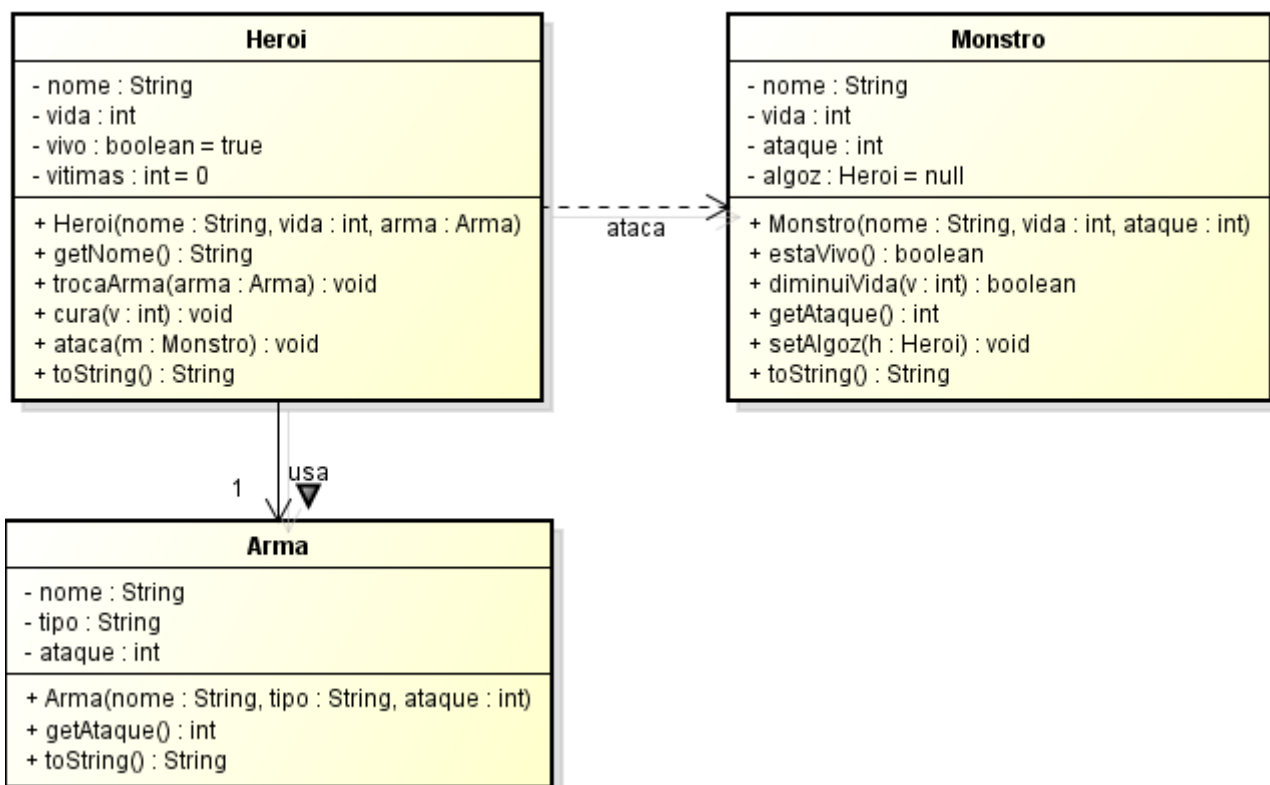 Heroi
- nome : String
- vida : int
- vivo : boolean = true
- vitimas : int = 0
+ Heroi(nome : String, vida : int, arma : Arma)
+ getNome() : String
+ trocaArma(arma : Arma) : void
+ cura(v : int) : void
+ ataca(m : Monstro) : void
+ toString() : String
ataca
Monstro
- nome : String
- vida : int
- ataque : int
- algoz : Heroi = null
+ Monstro(nome : String, vida : int, ataque : int)
+ estaVivo() : boolean
+ diminuiVida(v : int) : boolean
+ getAtaque() : int
+ setAlgoz(h : Heroi) : void
+ toString() : String
1
usa
Arma
- nome : String
- tipo : String
- ataque : int
+ Arma(nome : String, tipo : String, ataque : int)
+ getAtaque() : int
+ toString() : String